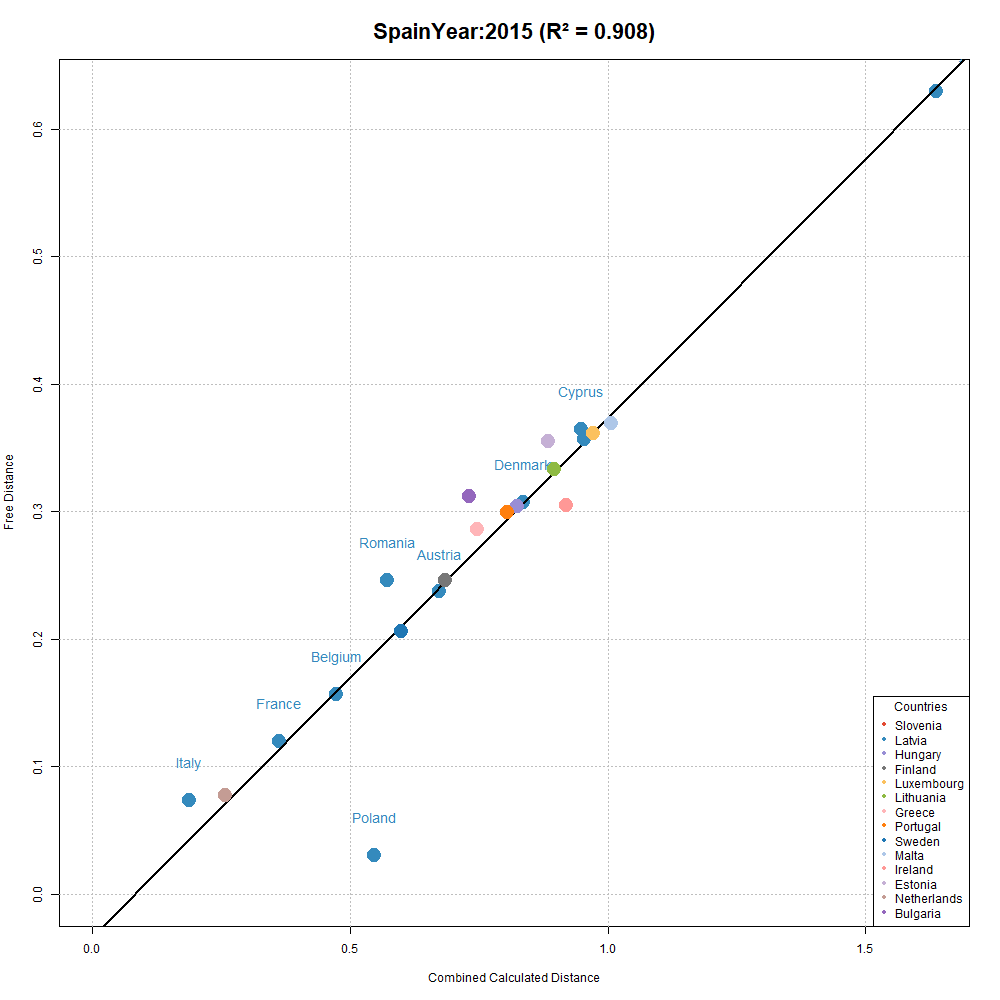 SpainYear:2015 (R² = 0.908)
Free Distance
0.6
0.5
0.4
0.3
0.2
0.1
0.0
Cyprus
Denmark
Romania
Austria
Belgium
France
Italy
Poland
Countries
Slovenia
Latvia
Hungary
Finland
Luxembourg
Lithuania
Greece
Portugal
Sweden
Malta
Ireland
Estonia
Netherlands
Bulgaria
0.0 0.5 1.0 1.5
Combined Calculated Distance